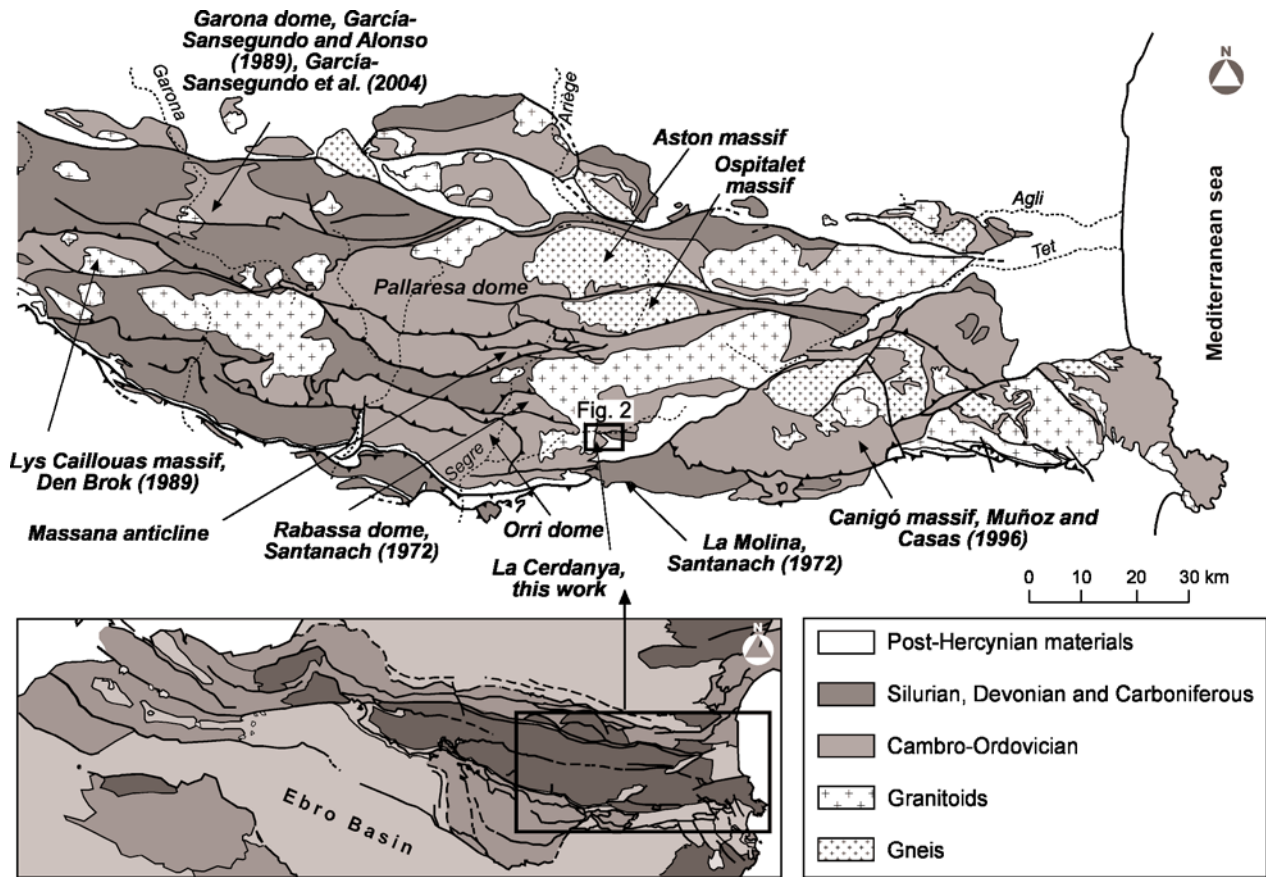 Garona dome, García-
Sansegundo and Alonso
(1989), García-
Sansegundo et al. (2004)
Garona
Ariège
N
Aston massif
Ospitalet
massif
Agli
Tet
Mediterranean sea
Pallaresa dome
Fig. 2
Segre
Lys Caillouas massif,
Den Brok (1989)
Massana anticline
Rabassa dome,
Santanach (1972)
Orri dome
La Cerdanya,
this work
La Molina,
Santanach (1972)
Canigó massif, Muñoz and
Casas (1996)
0 10 20 30 km
N
Ebro Basin
Post-Hercynian materials
Silurian, Devonian and Carboniferous
Cambro-Ordovician
Granitoids
Gneis